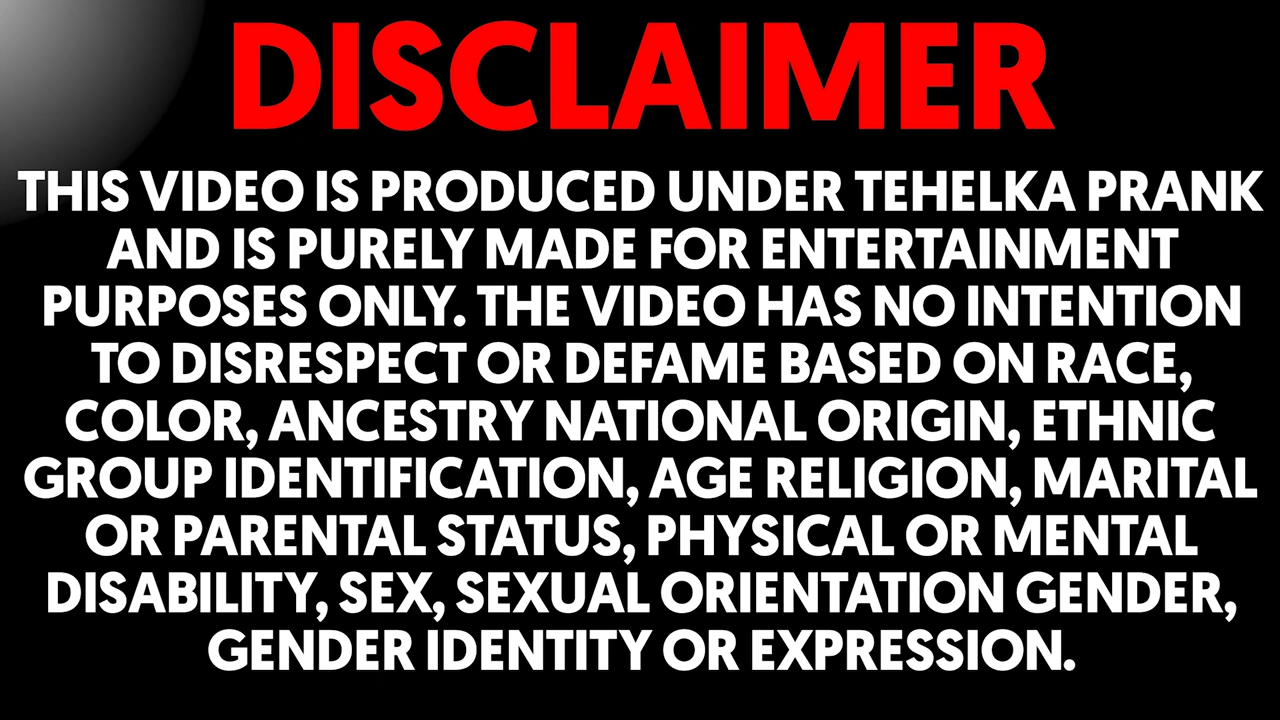 DISCLAIMER
THIS VIDEO IS PRODUCED UNDER TEHELKA PRANK
AND IS PURELY MADE FOR ENTERTAINMENT
PURPOSES ONLY. THE VIDEO HAS NO INTENTION
TO DISRESPECT OR DEFAME BASED ON RACE,
COLOR, ANCESTRY NATIONAL ORIGIN, ETHNIC
GROUP IDENTIFICATION, AGE RELIGION, MARITAL
OR PARENTAL STATUS, PHYSICAL OR MENTAL
DISABILITY, SEX, SEXUAL ORIENTATION GENDER,
GENDER IDENTITY OR EXPRESSION.